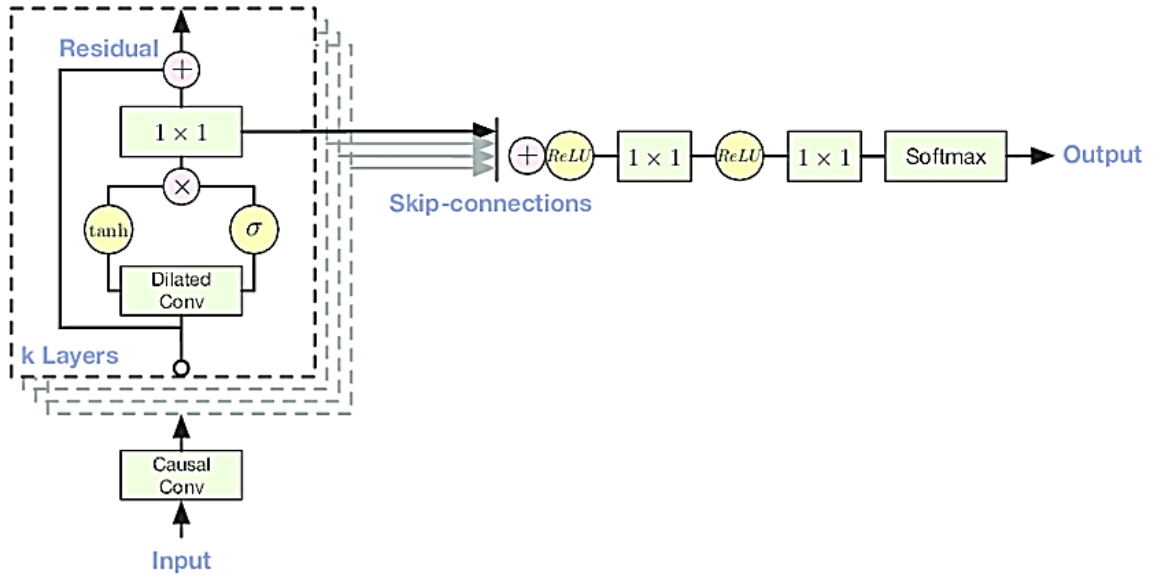 Residual
+
1 × 1
×
tanh
σ
Dilated
Conv
k Layers
Causal
Conv
Input
Skip-connections
+
ReLU
1 × 1
ReLU
1 × 1
Softmax
Output